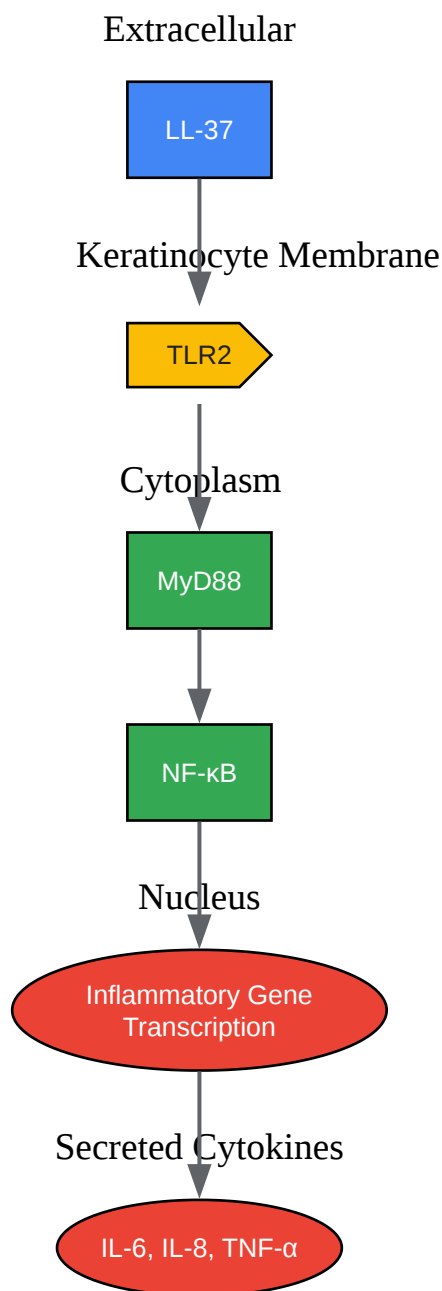 Extracellular
LL-37
Keratinocyte Membrane
TLR2
Cytoplasm
MyD88
NF-κB
Nucleus
Inflammatory Gene
Transcription
Secreted Cytokines
IL-6, IL-8, TNF-α